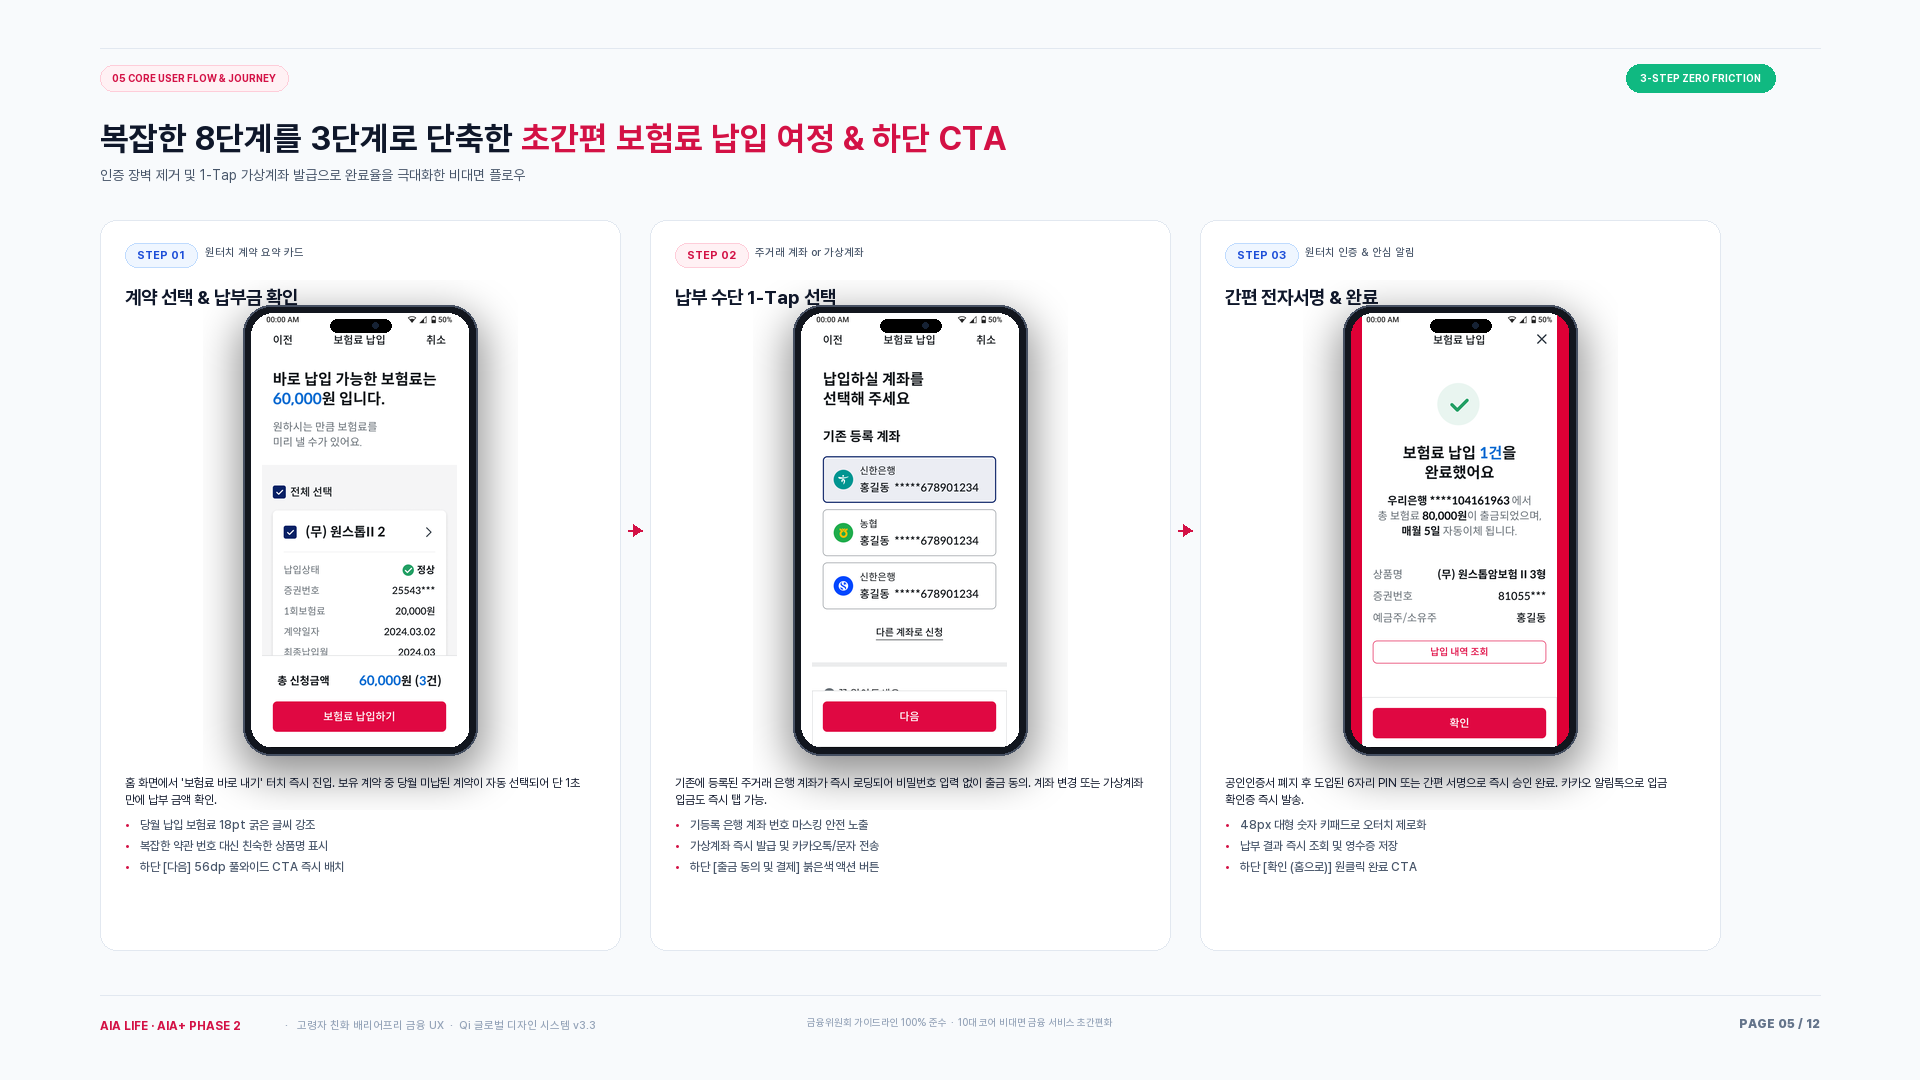 05 CORE USER FLOW & JOURNEY
3-STEP ZERO FRICTION
복잡한 8단계를 3단계로 단축한 초간편 보험료 납입 여정 & 하단 CTA
인증 장벽 제거 및 1-Tap 가상계좌 발급으로 완료율을 극대화한 비대면 플로우
STEP 01 원터치 계약 요약 카드
계약 선택 & 납부금 확인
00:00 AM 50%
이전 보험료 납입 취소
바로 납입 가능한 보험료는
60,000원 입니다.
원하시는 만큼 보험료를
미리 낼 수가 있어요.
전체 선택
(무) 원스톱II 2
납입상태 정상
증권번호 25543***
1회보험료 20,000원
계약일자 2024.03.02
최종납입월 2024.03
총 신청금액 60,000원 (3건)
보험료 납입하기
홈 화면에서 '보험료 바로 내기' 터치 즉시 진입. 보유 계약 중 당월 미납된 계약이 자동 선택되어 단 1초
만에 납부 금액 확인.
• 당월 납입 보험료 18pt 굵은 글씨 강조
• 복잡한 약관 번호 대신 친숙한 상품명 표시
• 하단 [다음] 56dp 풀와이드 CTA 즉시 배치
STEP 02 주거래 계좌 or 가상계좌
납부 수단 1-Tap 선택
00:00 AM 50%
이전 보험료 납입 취소
납입하실 계좌를
선택해 주세요
기존 등록 계좌
신한은행
홍길동 *****678901234
농협
홍길동 *****678901234
신한은행
홍길동 *****678901234
다른 계좌로 신청
다음
기존에 등록된 주거래 은행 계좌가 즉시 로딩되어 비밀번호 입력 없이 출금 동의. 계좌 변경 또는 가상계좌
입금도 즉시 탭 가능.
• 기등록 은행 계좌 번호 마스킹 안전 노출
• 가상계좌 즉시 발급 및 카카오톡/문자 전송
• 하단 [출금 동의 및 결제] 붉은색 액션 버튼
STEP 03 원터치 인증 & 안심 알림
간편 전자서명 & 완료
00:00 AM 50%
보험료 납입
보험료 납입 1건을
완료했어요
우리은행 ****104161963 에서
총 보험료 80,000원이 출금되었으며,
매월 5일 자동이체 됩니다.
상품명 (무) 원스톱암보험 II 3형
증권번호 81055***
예금주/소유주 홍길동
납입 내역 조회
확인
공인인증서 폐지 후 도입된 6자리 PIN 또는 간편 서명으로 즉시 승인 완료. 카카오 알림톡으로 입금
확인증 즉시 발송.
• 48px 대형 숫자 키패드로 오터치 제로화
• 납부 결과 즉시 조회 및 영수증 저장
• 하단 [확인 (홈으로)] 원클릭 완료 CTA
AIA LIFE · AIA+ PHASE 2 · 고령자 친화 배리어프리 금융 UX · Qi 글로벌 디자인 시스템 v3.3
금융위원회 가이드라인 100% 준수 · 10대 코어 비대면 금융 서비스 초간편화
PAGE 05 / 12